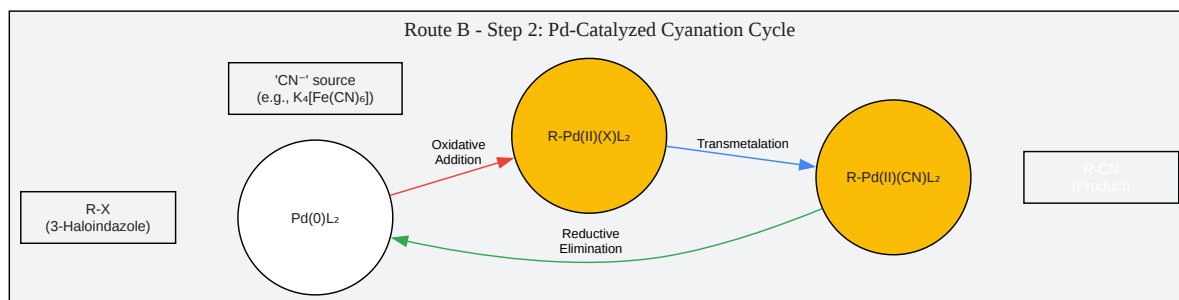 Route B - Step 2: Pd-Catalyzed Cyanation Cycle
'CN⁻' source
(e.g., K₄[Fe(CN)₆])
R-Pd(II)(X)L₂
Oxidative
Addition
Transmetalation
R-Pd(II)(CN)L₂
R-CN
(Product)
R-X
(3-Haloindazole)
Pd(0)L₂
Reductive
Elimination